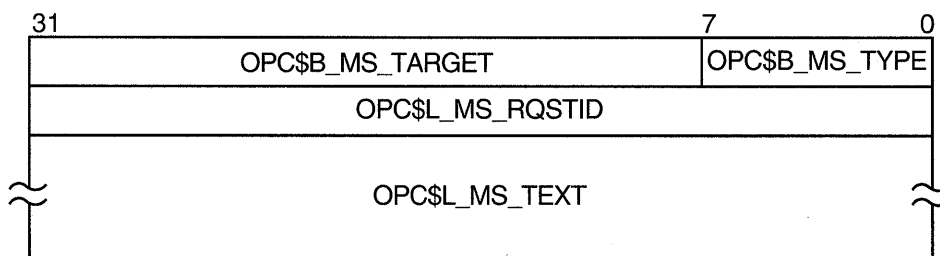 31 7 0
OPC$B_MS_TARGET OPC$B_MS_TYPE
OPC$L_MS_RQSTID
OPC$L_MS_TEXT